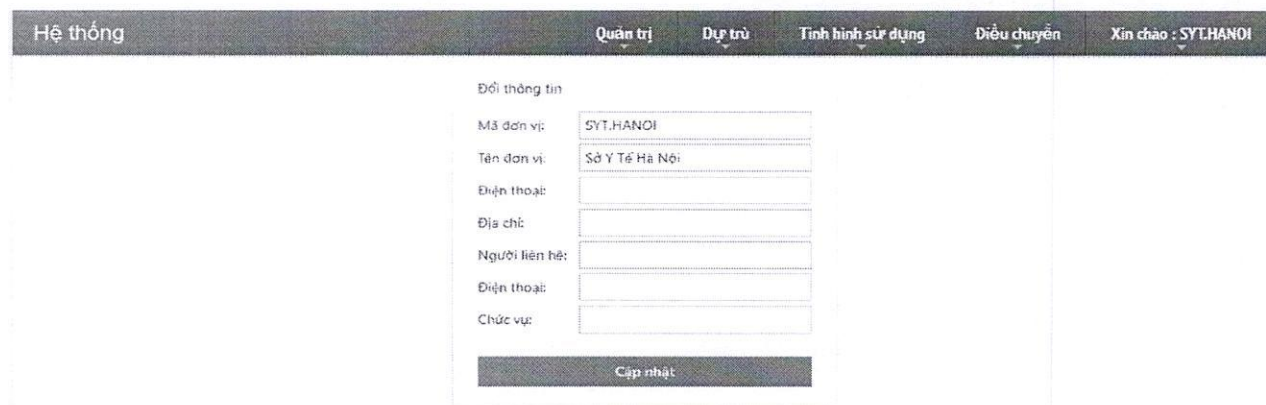 Hệ thống
Quản trị Dự trù Tình hình sử dụng Điều chuyển Xin chào : SYT.HANOI
Đổi thông tin
Mã đơn vị: SYT.HANOI
Tên đơn vị: Sở Y Tế Hà Nội
Điện thoại:
Địa chỉ:
Người liên hệ:
Điện thoại:
Chức vụ:
Cập nhật